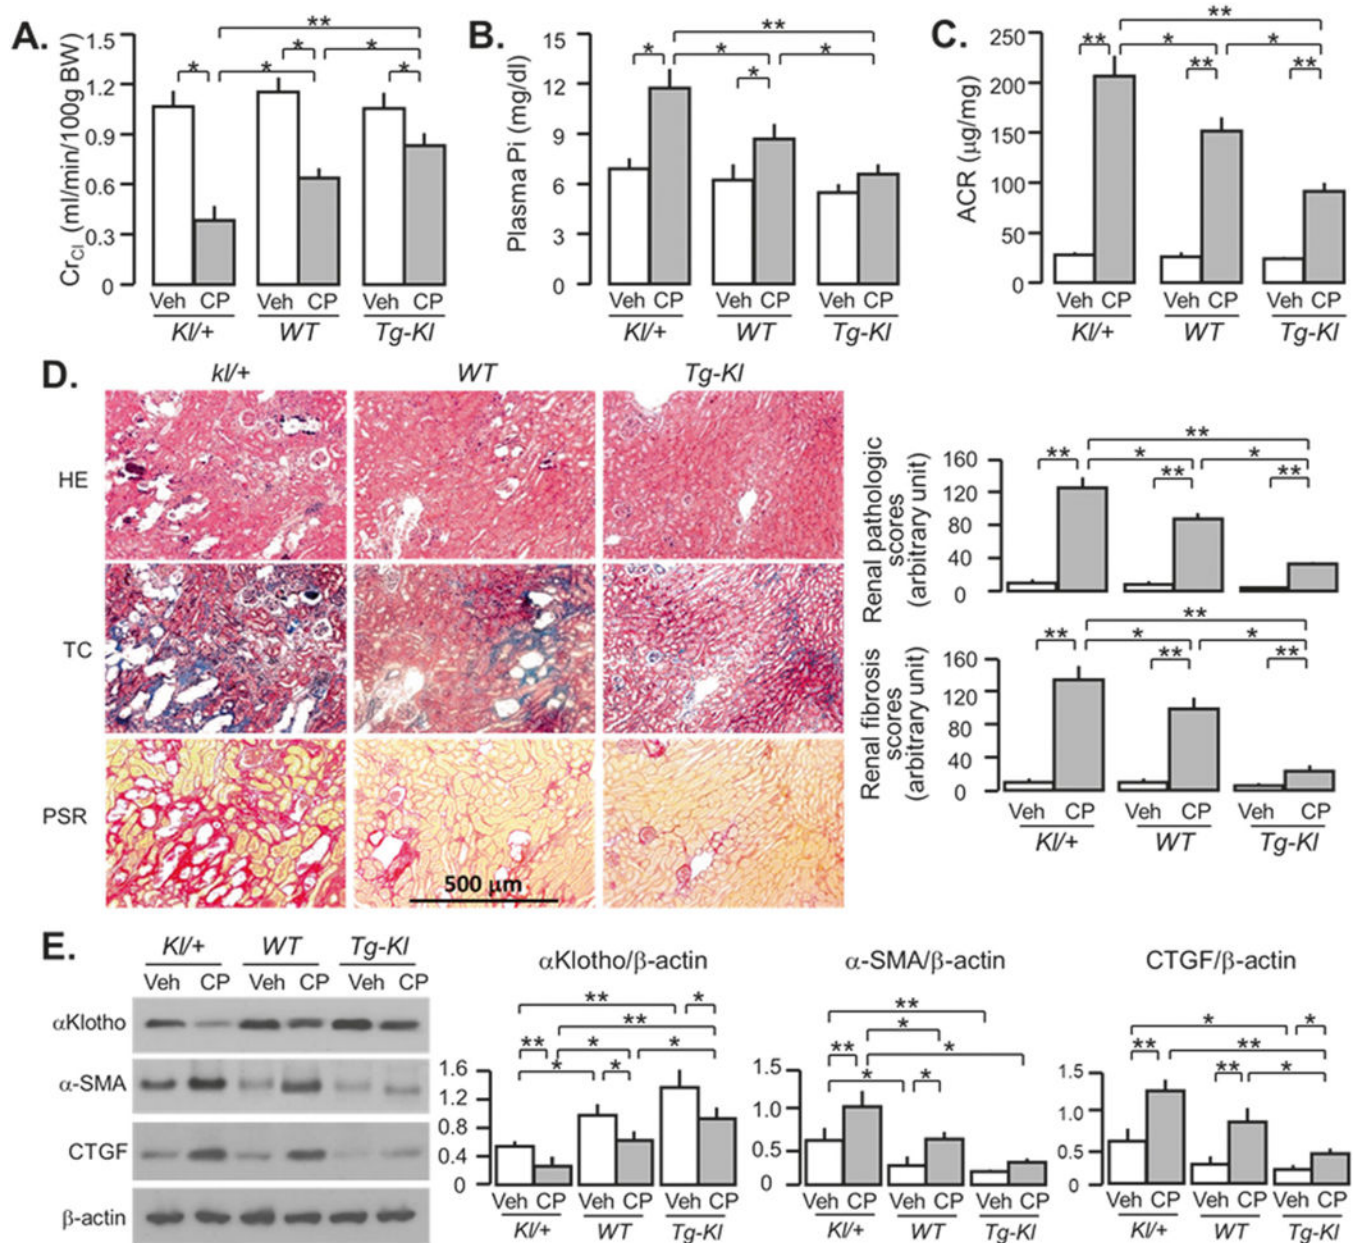 A.
CrCl (ml/min/100g BW)
1.5
1.2
0.9
0.6
0.3
0
**
* *
* * *
Veh CP Veh CP Veh CP
Kl/+ WT Tg-Kl
B.
Plasma Pi (mg/dl)
15
12
9
6
3
0
**
* * *
*
Veh CP Veh CP Veh CP
Kl/+ WT Tg-Kl
C.
ACR (µg/mg)
250
200
150
100
50
0
**
** * *
** **
Veh CP Veh CP Veh CP
Kl/+ WT Tg-Kl
D.
kl/+ WT Tg-Kl
HE
TC
PSR
500 µm
Renal pathologic
scores
(arbitrary unit)
160
120
80
40
0
**
** * *
** **
Renal fibrosis
scores
(arbitrary unit)
160
120
80
40
0
**
** * *
** **
Veh CP Veh CP Veh CP
Kl/+ WT Tg-Kl
E.
Kl/+ WT Tg-Kl
Veh CP Veh CP Veh CP
αKlotho
α-SMA
CTGF
β-actin
αKlotho/β-actin
** *
**
** * *
* *
1.6
1.2
0.8
0.4
0
Veh CP Veh CP Veh CP
Kl/+ WT Tg-Kl
α-SMA/β-actin
**
*
** *
* *
1.5
1.0
0.5
0
Veh CP Veh CP Veh CP
Kl/+ WT Tg-Kl
CTGF/β-actin
* *
** **
** *
1.5
1.0
0.5
0
Veh CP Veh CP Veh CP
Kl/+ WT Tg-Kl